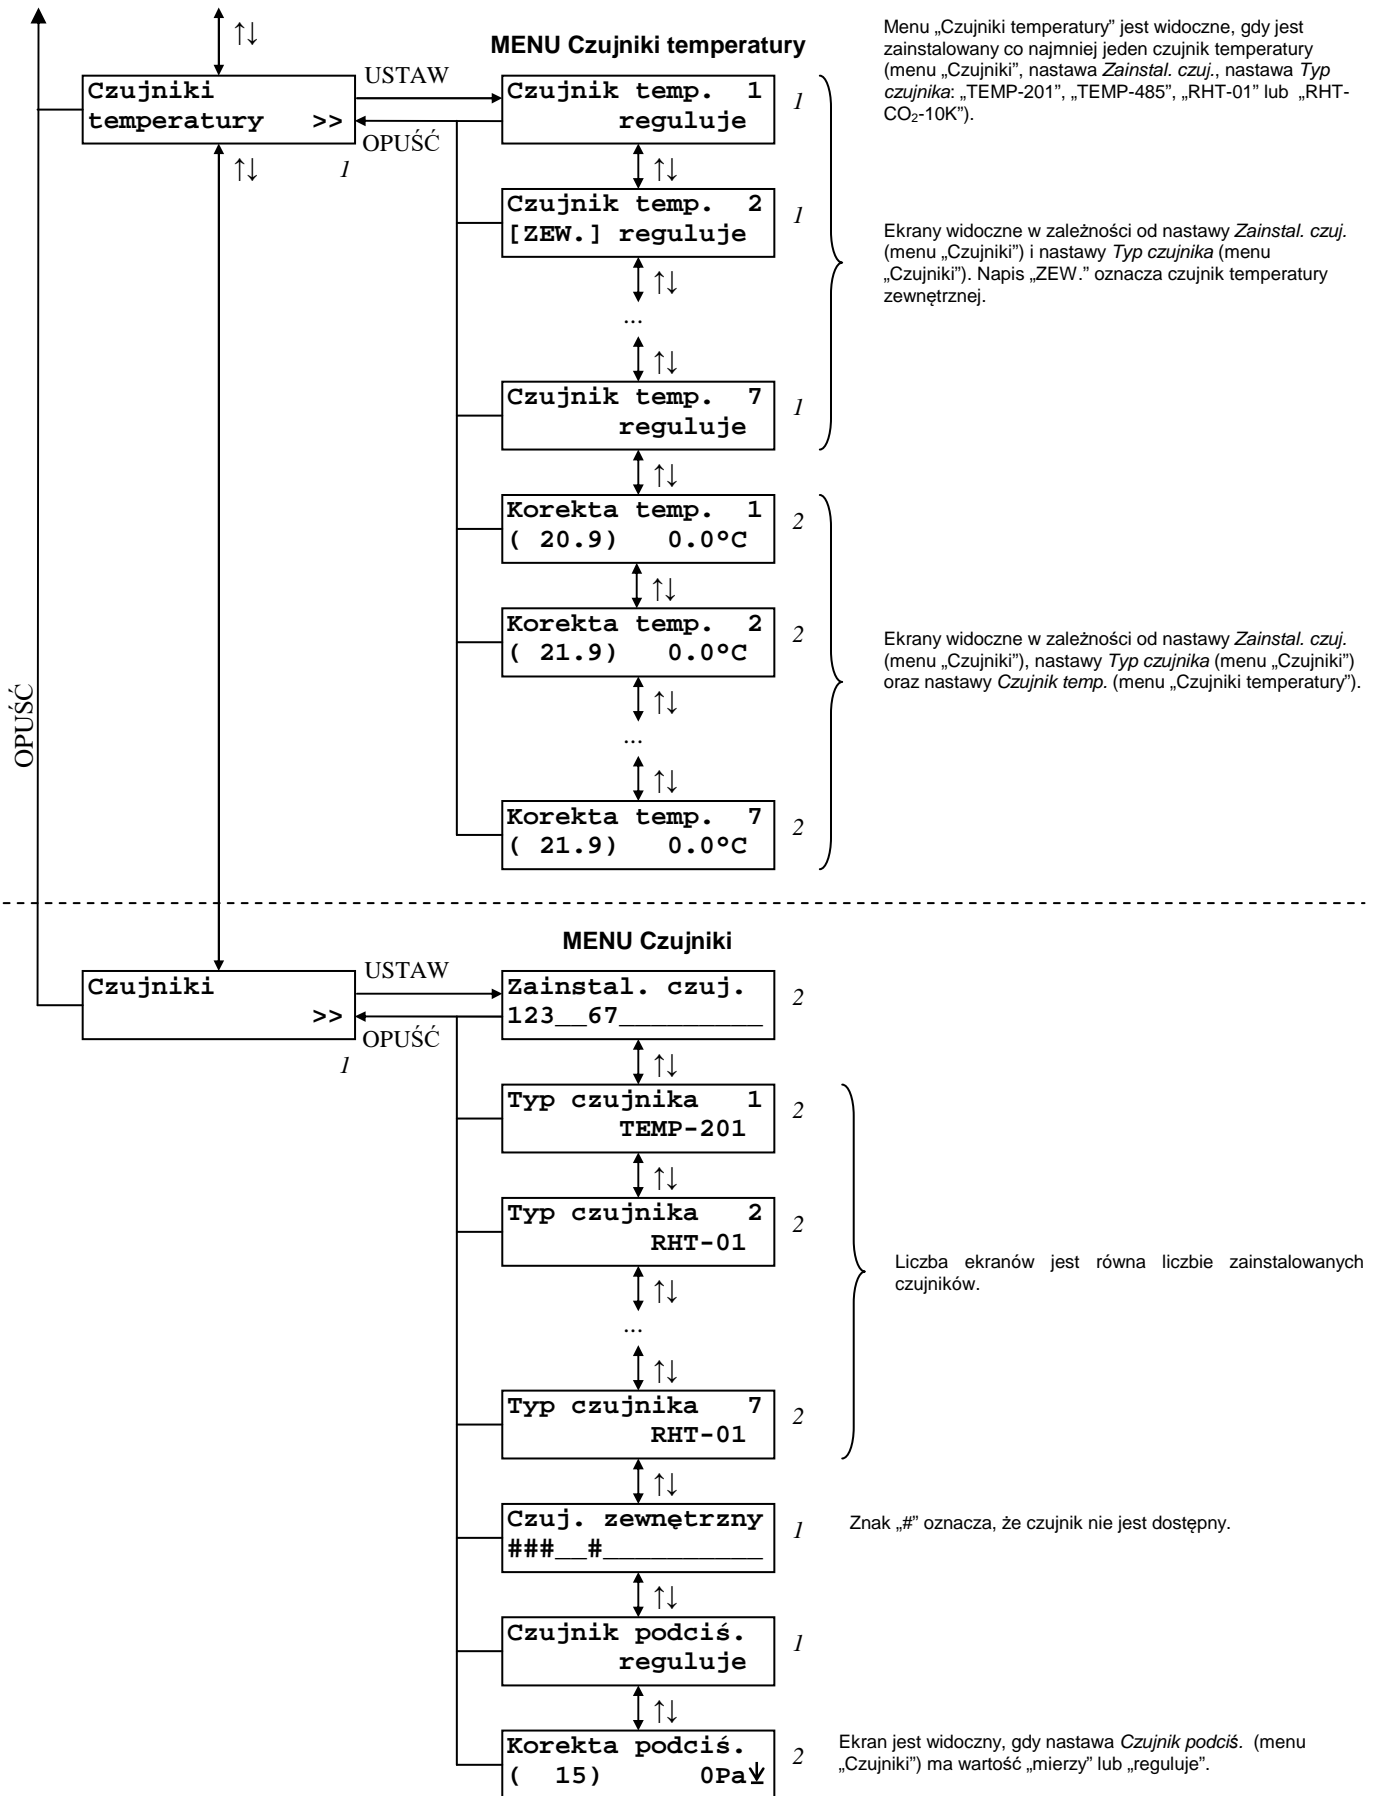 ↑↓
MENU Czujniki temperatury
Menu „Czujniki temperatury” jest widoczne, gdy jest
zainstalowany co najmniej jeden czujnik temperatury
(menu „Czujniki”, nastawa Zainstal. czuj., nastawa Typ
czujnika: „TEMP-201”, „TEMP-485”, „RHT-01” lub „RHT-
CO₂-10K”).
Czujniki
temperatury >>
USTAW
OPUŚĆ
1
↑↓
Czujnik temp. 1
reguluje
1
↑↓
Czujnik temp. 2
[ZEW.] reguluje
1
↑↓
...
↑↓
Czujnik temp. 7
reguluje
1
Ekrany widoczne w zależności od nastawy Zainstal. czuj.
(menu „Czujniki”) i nastawy Typ czujnika (menu
„Czujniki”). Napis „ZEW.” oznacza czujnik temperatury
zewnętrznej.
↑↓
Korekta temp. 1
( 20.9) 0.0°C
2
↑↓
Korekta temp. 2
( 21.9) 0.0°C
2
↑↓
...
↑↓
Korekta temp. 7
( 21.9) 0.0°C
2
Ekrany widoczne w zależności od nastawy Zainstal. czuj.
(menu „Czujniki”), nastawy Typ czujnika (menu „Czujniki”)
oraz nastawy Czujnik temp. (menu „Czujniki temperatury”).
OPUŚĆ
MENU Czujniki
Czujniki
>>
USTAW
OPUŚĆ
1
Zainstal. czuj.
123__67_________
2
↑↓
Typ czujnika 1
TEMP-201
2
↑↓
Typ czujnika 2
RHT-01
2
↑↓
...
↑↓
Typ czujnika 7
RHT-01
2
Liczba ekranów jest równa liczbie zainstalowanych
czujników.
↑↓
Czuj. zewnętrzny
###__#__________
1
Znak „#” oznacza, że czujnik nie jest dostępny.
↑↓
Czujnik podciś.
reguluje
1
↑↓
Korekta podciś.
( 15) 0Pa↓
2
Ekran jest widoczny, gdy nastawa Czujnik podciś. (menu
„Czujniki”) ma wartość „mierzy” lub „reguluje”.